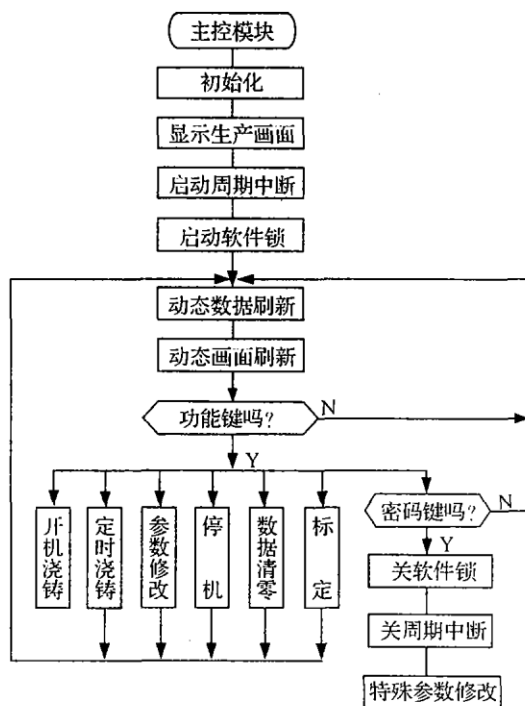 主控模块
初始化
显示生产画面
启动周期中断
启动软件锁
动态数据刷新
动态画面刷新
功能键吗?
N
Y
开机浇铸
定时浇铸
参数修改
停机
数据清零
标定
密码键吗?
N
Y
关软件锁
关周期中断
特殊参数修改